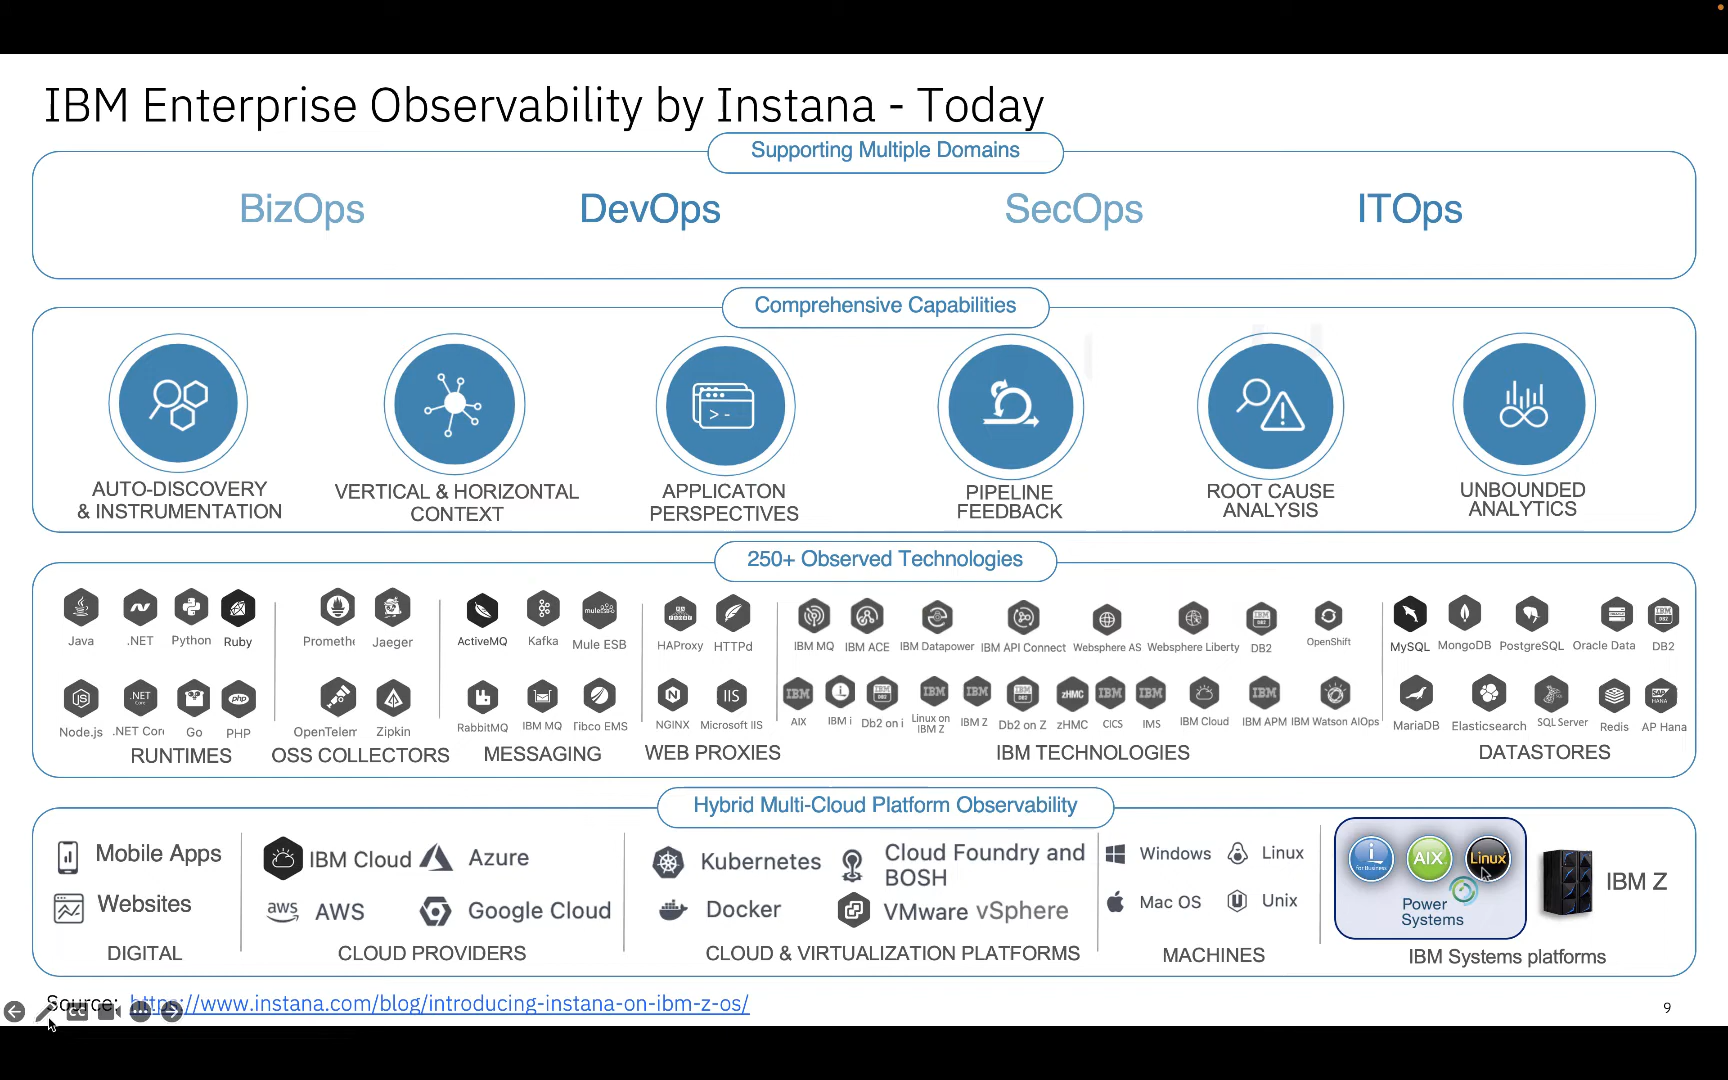 IBM Enterprise Observability by Instana - Today
Supporting Multiple Domains
BizOps
DevOps
SecOps
ITOps
Comprehensive Capabilities
AUTO-DISCOVERY
& INSTRUMENTATION
VERTICAL & HORIZONTAL
CONTEXT
APPLICATON
PERSPECTIVES
PIPELINE
FEEDBACK
ROOT CAUSE
ANALYSIS
UNBOUNDED
ANALYTICS
250+ Observed Technologies
Java
.NET
Python
Ruby
Node.js
.NET Core
Go
PHP
RUNTIMES
Promethe
Jaeger
OpenTelem
Zipkin
OSS COLLECTORS
ActiveMQ
Kafka
Mule ESB
RabbitMQ
IBM MQ
Tibco EMS
MESSAGING
HAProxy
HTTPd
NGINX
Microsoft IIS
WEB PROXIES
IBM MQ
IBM ACE
IBM Datapower
IBM API Connect
Websphere AS
Websphere Liberty
DB2
OpenShift
AIX
IBM i
Db2 on i
Linux on
IBM Z
IBM Z
Db2 on Z
zHMC
CICS
IMS
IBM Cloud
IBM APM
IBM Watson AIOps
IBM TECHNOLOGIES
MySQL
MongoDB
PostgreSQL
Oracle Data
DB2
MariaDB
Elasticsearch
SQL Server
Redis
AP Hana
DATASTORES
Hybrid Multi-Cloud Platform Observability
Mobile Apps
Websites
DIGITAL
IBM Cloud
Azure
aws AWS
Google Cloud
CLOUD PROVIDERS
Kubernetes
Cloud Foundry and
BOSH
Docker
VMware vSphere
CLOUD & VIRTUALIZATION PLATFORMS
Windows
Linux
Mac OS
Unix
MACHINES
i
for Business
AIX
Linux
Power
Systems
IBM Z
IBM Systems platforms
Source: https://www.instana.com/blog/introducing-instana-on-ibm-z-os/
9